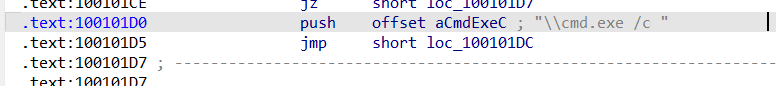 .text:100101CE jz short loc_100101D7
.text:100101D0 push offset aCmdExeC ; "\\cmd.exe /c "
.text:100101D5 jmp short loc_100101DC
.text:100101D7 ; ---------------------------------------------------------------------------
.text:100101D7